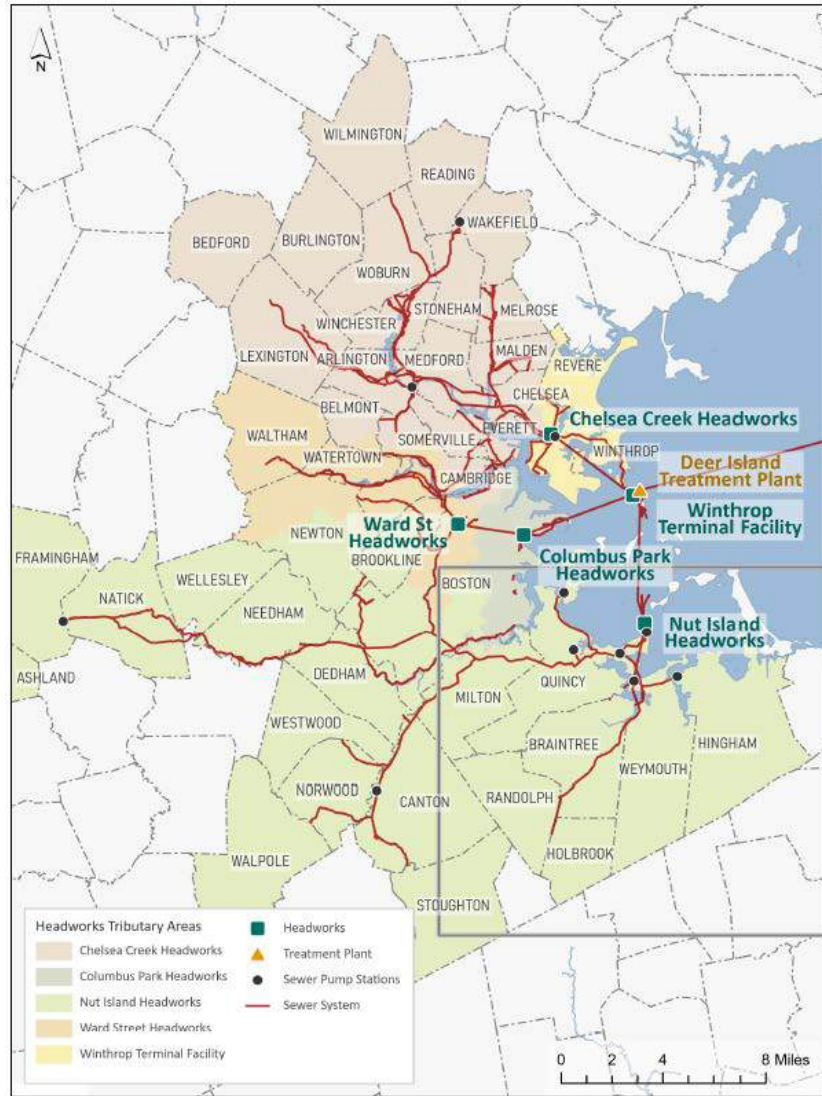 N
WILMINGTON
READING
BEDFORD
BURLINGTON
WAKEFIELD
WOBURN
STONEHAM
MELROSE
WINCHESTER
LEXINGTON
ARLINGTON
MEDFORD
MALDEN
REVERE
BELMONT
CHELSEA
EVERETT
Chelsea Creek Headworks
WALTHAM
SOMERVILLE
WINTHROP
WATERTOWN
CAMBRIDGE
Deer Island
Treatment Plant
Winthrop
Terminal Facility
NEWTON
Ward St
Headworks
BROOKLINE
Columbus Park
Headworks
FRAMINGHAM
NATICK
WELLESLEY
NEEDHAM
BOSTON
Nut Island
Headworks
ASHLAND
DEDHAM
MILTON
QUINCY
WESTWOOD
BRAINTREE
HINGHAM
WEYMOUTH
NORWOOD
CANTON
RANDOLPH
HOLBROOK
WALPOLE
STOUGHTON
Headworks Tributary Areas
Chelsea Creek Headworks
Columbus Park Headworks
Nut Island Headworks
Ward Street Headworks
Winthrop Terminal Facility
Headworks
Treatment Plant
Sewer Pump Stations
Sewer System
0 2 4 8 Miles